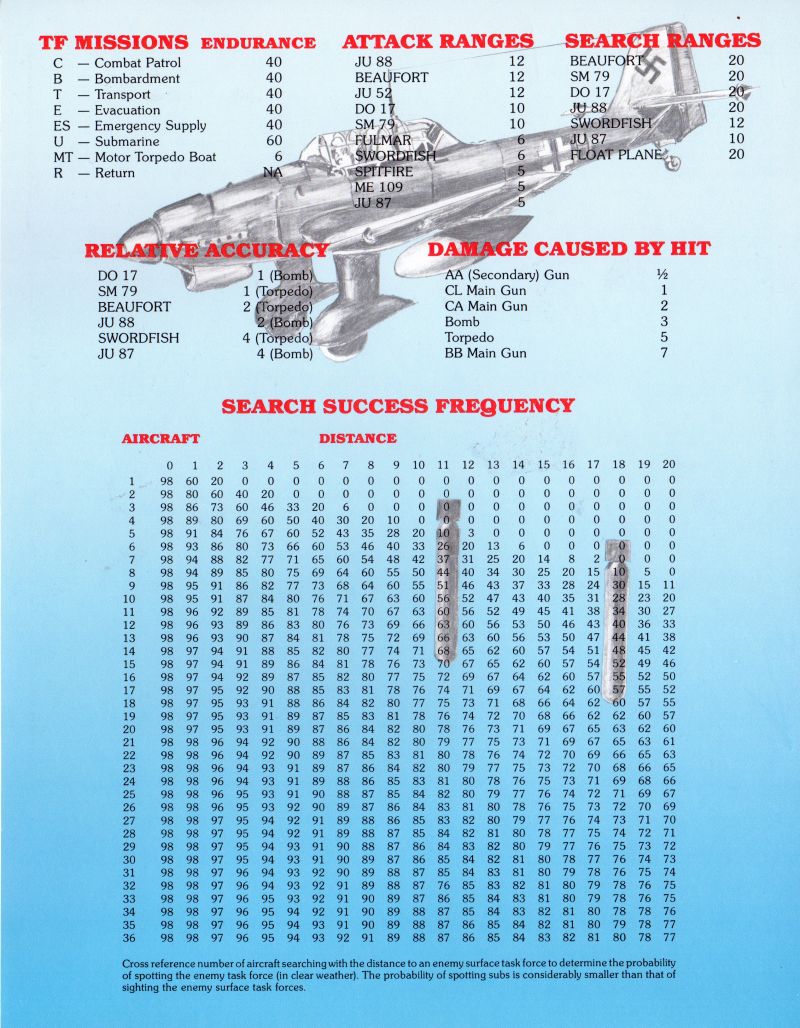 TF MISSIONS ENDURANCE
C — Combat Patrol 40
B — Bombardment 40
T — Transport 40
E — Evacuation 40
ES — Emergency Supply 40
U — Submarine 60
MT — Motor Torpedo Boat 6
R — Return NA
ATTACK RANGES
JU 88 12
BEAUFORT 12
JU 52 12
DO 17 10
SM 79 10
FULMAR 6
SWORDFISH 6
SPITFIRE 5
ME 109 5
JU 87 5
SEARCH RANGES
BEAUFORT 20
SM 79 20
DO 17 20
JU 88 20
SWORDFISH 12
JU 87 10
FLOAT PLANE 20
RELATIVE ACCURACY
DO 17 1 (Bomb)
SM 79 1 (Torpedo)
BEAUFORT 2 (Torpedo)
JU 88 2 (Bomb)
SWORDFISH 4 (Torpedo)
JU 87 4 (Bomb)
DAMAGE CAUSED BY HIT
AA (Secondary) Gun ½
CL Main Gun 1
CA Main Gun 2
Bomb 3
Torpedo 5
BB Main Gun 7
SEARCH SUCCESS FREQUENCY
AIRCRAFT DISTANCE
0 1 2 3 4 5 6 7 8 9 10 11 12 13 14 15 16 17 18 19 20
1 98 60 20 0 0 0 0 0 0 0 0 0 0 0 0 0 0 0 0 0 0
2 98 80 60 40 20 0 0 0 0 0 0 0 0 0 0 0 0 0 0 0 0
3 98 86 73 60 46 33 20 6 0 0 0 0 0 0 0 0 0 0 0 0 0
4 98 89 80 69 60 50 40 30 20 10 0 0 0 0 0 0 0 0 0 0 0
5 98 91 84 76 67 60 52 43 35 28 20 10 3 0 0 0 0 0 0 0 0
6 98 93 86 80 73 66 60 53 46 40 33 26 20 13 6 0 0 0 0 0 0
7 98 94 88 82 77 71 65 60 54 48 42 37 31 25 20 14 8 2 0 0 0
8 98 94 89 85 80 75 69 64 60 55 50 44 40 34 30 25 20 15 10 0 0
9 98 95 91 86 82 77 73 68 64 60 55 51 46 43 37 33 28 24 30 15 11
10 98 95 91 87 84 80 76 71 67 63 60 56 52 47 43 40 35 31 28 23 20
11 98 96 92 89 85 81 78 74 70 67 63 60 56 52 49 45 41 38 34 30 27
12 98 96 93 89 86 83 80 76 73 69 66 63 60 56 53 50 46 43 40 36 33
13 98 96 93 90 87 84 81 78 75 72 69 66 63 60 56 53 50 47 44 41 38
14 98 97 94 91 88 85 82 80 77 74 71 68 65 62 60 57 54 51 48 45 42
15 98 97 94 91 89 86 84 81 78 76 73 70 67 65 62 60 57 54 52 49 46
16 98 97 94 92 89 87 85 82 80 77 75 72 69 67 64 62 60 57 55 52 50
17 98 97 95 92 90 88 85 83 81 78 76 74 71 69 67 64 62 60 57 55 52
18 98 97 95 93 91 88 86 84 82 80 77 75 73 71 68 66 64 62 60 57 55
19 98 97 95 93 91 89 87 85 83 81 78 76 74 72 70 68 66 62 62 60 57
20 98 97 95 93 91 89 87 86 84 82 80 78 76 73 71 69 67 65 63 62 60
21 98 98 96 94 92 90 88 86 84 82 80 79 77 75 73 71 69 67 65 63 61
22 98 98 96 94 92 90 89 87 85 83 81 80 78 76 74 72 70 69 66 65 63
23 98 98 96 94 93 91 89 87 86 84 82 80 79 77 75 73 72 70 68 66 65
24 98 98 96 94 93 91 89 88 86 85 83 81 80 78 76 75 73 71 69 68 66
25 98 98 96 95 93 91 90 88 87 85 84 82 80 79 77 76 74 72 71 69 67
26 98 98 96 95 93 92 90 89 87 86 84 83 81 80 78 76 75 73 72 70 69
27 98 98 97 95 94 92 91 89 88 86 85 83 82 80 79 77 76 74 73 71 70
28 98 98 97 95 94 92 91 89 88 87 85 84 82 81 80 78 77 75 74 72 71
29 98 98 97 95 94 93 91 90 88 87 86 84 83 82 80 79 77 76 75 73 72
30 98 98 97 95 94 93 91 90 89 87 86 85 84 82 81 80 78 77 76 74 73
31 98 98 97 96 94 93 92 90 89 88 87 85 84 83 81 80 79 78 76 75 74
32 98 98 97 96 94 93 92 91 89 88 87 76 85 83 82 81 80 79 78 76 75
33 98 98 97 96 95 93 92 91 90 89 87 86 85 84 83 81 80 79 78 76 75
34 98 98 97 96 95 94 92 91 90 89 88 87 85 84 83 82 81 80 78 78 76
35 98 98 97 96 95 94 93 91 90 89 88 87 86 85 84 82 81 80 79 78 77
36 98 98 97 96 95 94 93 92 91 89 88 87 86 85 84 83 82 81 80 78 77
Cross reference number of aircraft searching with the distance to an enemy surface task force to determine the probability
of spotting the enemy task force (in clear weather). The probability of spotting subs is considerably smaller than that of
sighting the enemy surface task forces.